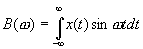 B(ω) = ∫_{-∞}^{∞} x(t) sin ωt dt